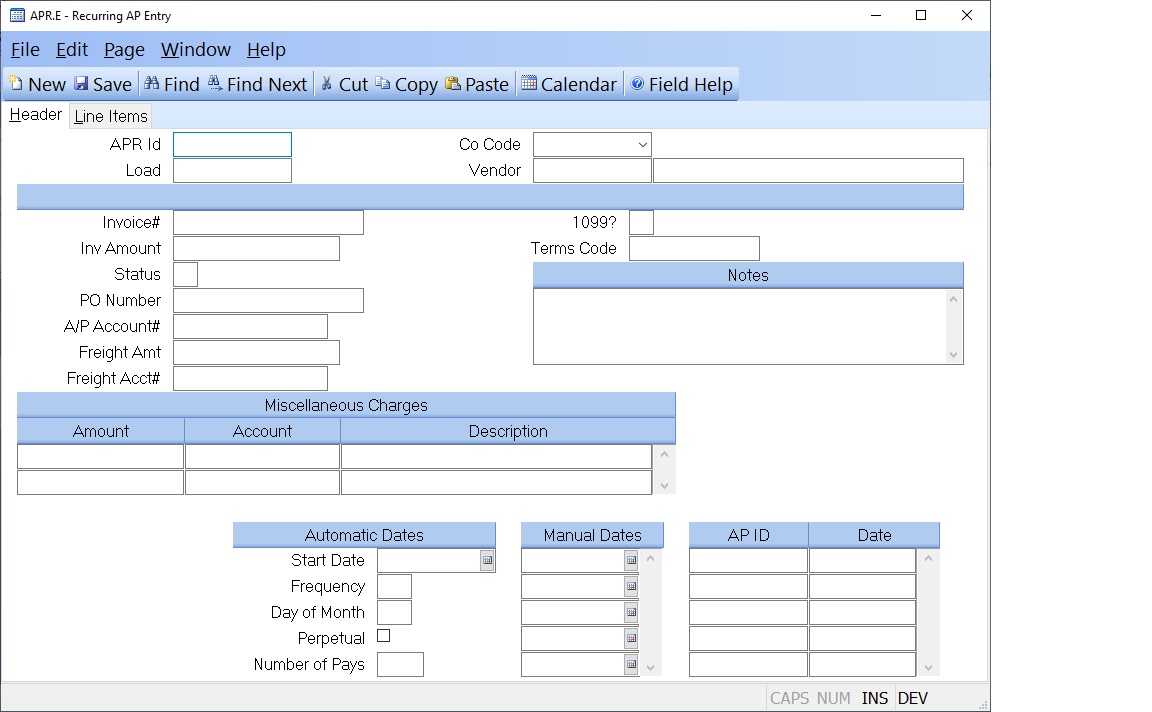 APR.E - Recurring AP Entry
File Edit Page Window Help
New Save Find Find Next Cut Copy Paste Calendar Field Help
Header Line Items
APR Id Co Code
Load Vendor
Invoice# 1099?
Inv Amount Terms Code
Status Notes
PO Number
A/P Account#
Freight Amt
Freight Acct#
Miscellaneous Charges
Amount Account Description
Automatic Dates Manual Dates AP ID Date
Start Date
Frequency
Day of Month
Perpetual
Number of Pays
CAPS NUM INS DEV